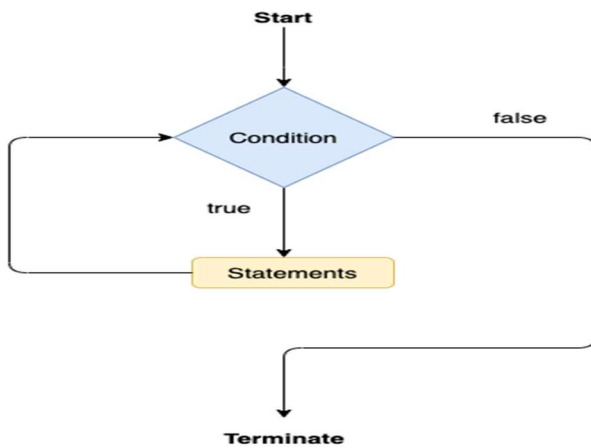 Start
Condition
false
true
Statements
Terminate